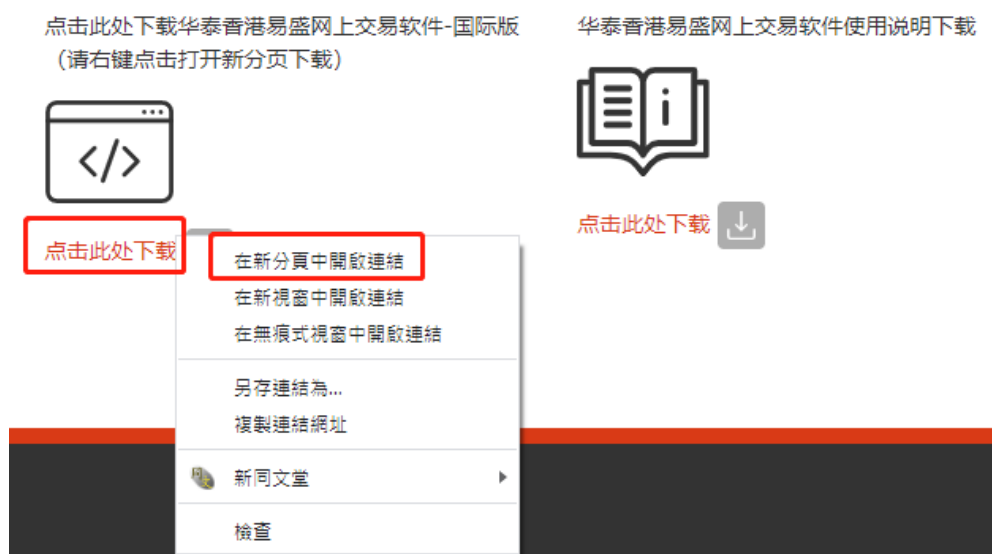 点击此处下载华泰香港易盛网上交易软件-国际版
（请右键点击打开新分页下载）
</>
点击此处下载
华泰香港易盛网上交易软件使用说明下载
i
点击此处下载
在新分頁中開啟連結
在新視窗中開啟連結
在無痕式視窗中開啟連結
另存連結為...
複製連結網址
新同文堂
檢查